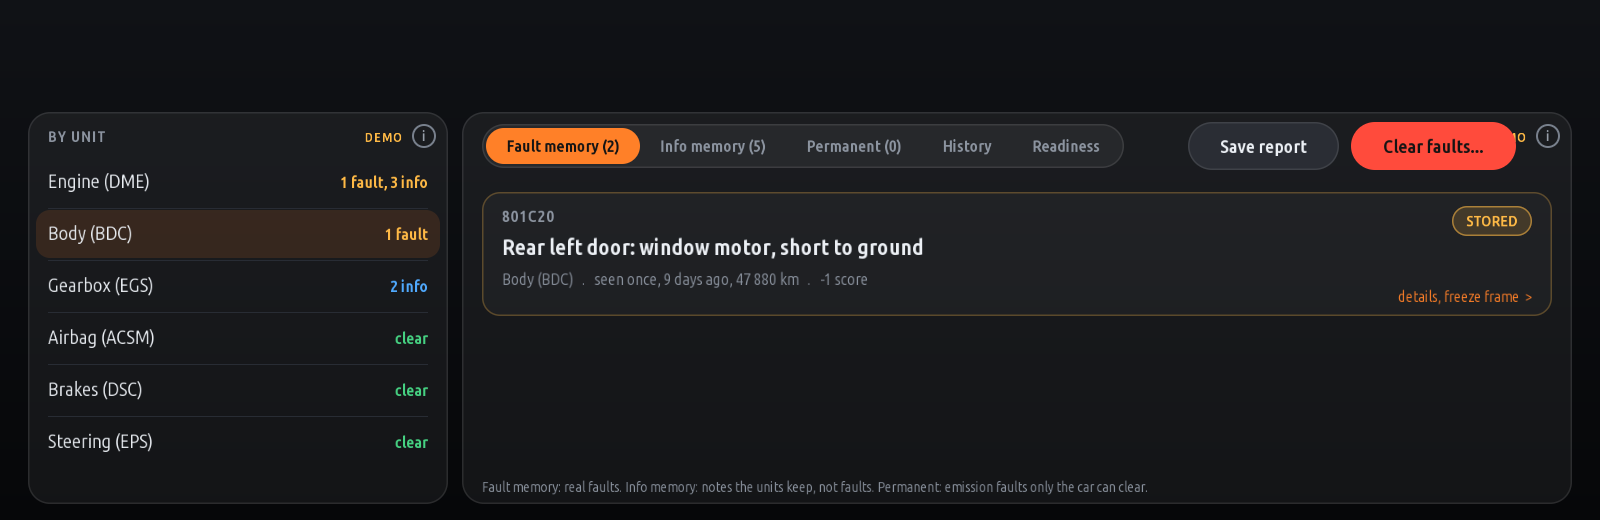 BY UNIT DEMO i
Engine (DME) 1 fault, 3 info
Body (BDC) 1 fault
Gearbox (EGS) 2 info
Airbag (ACSM) clear
Brakes (DSC) clear
Steering (EPS) clear
Fault memory (2) Info memory (5) Permanent (0) History Readiness Save report Clear faults... i
801C20 STORED
Rear left door: window motor, short to ground
Body (BDC) . seen once, 9 days ago, 47 880 km . -1 score
details, freeze frame >
Fault memory: real faults. Info memory: notes the units keep, not faults. Permanent: emission faults only the car can clear.